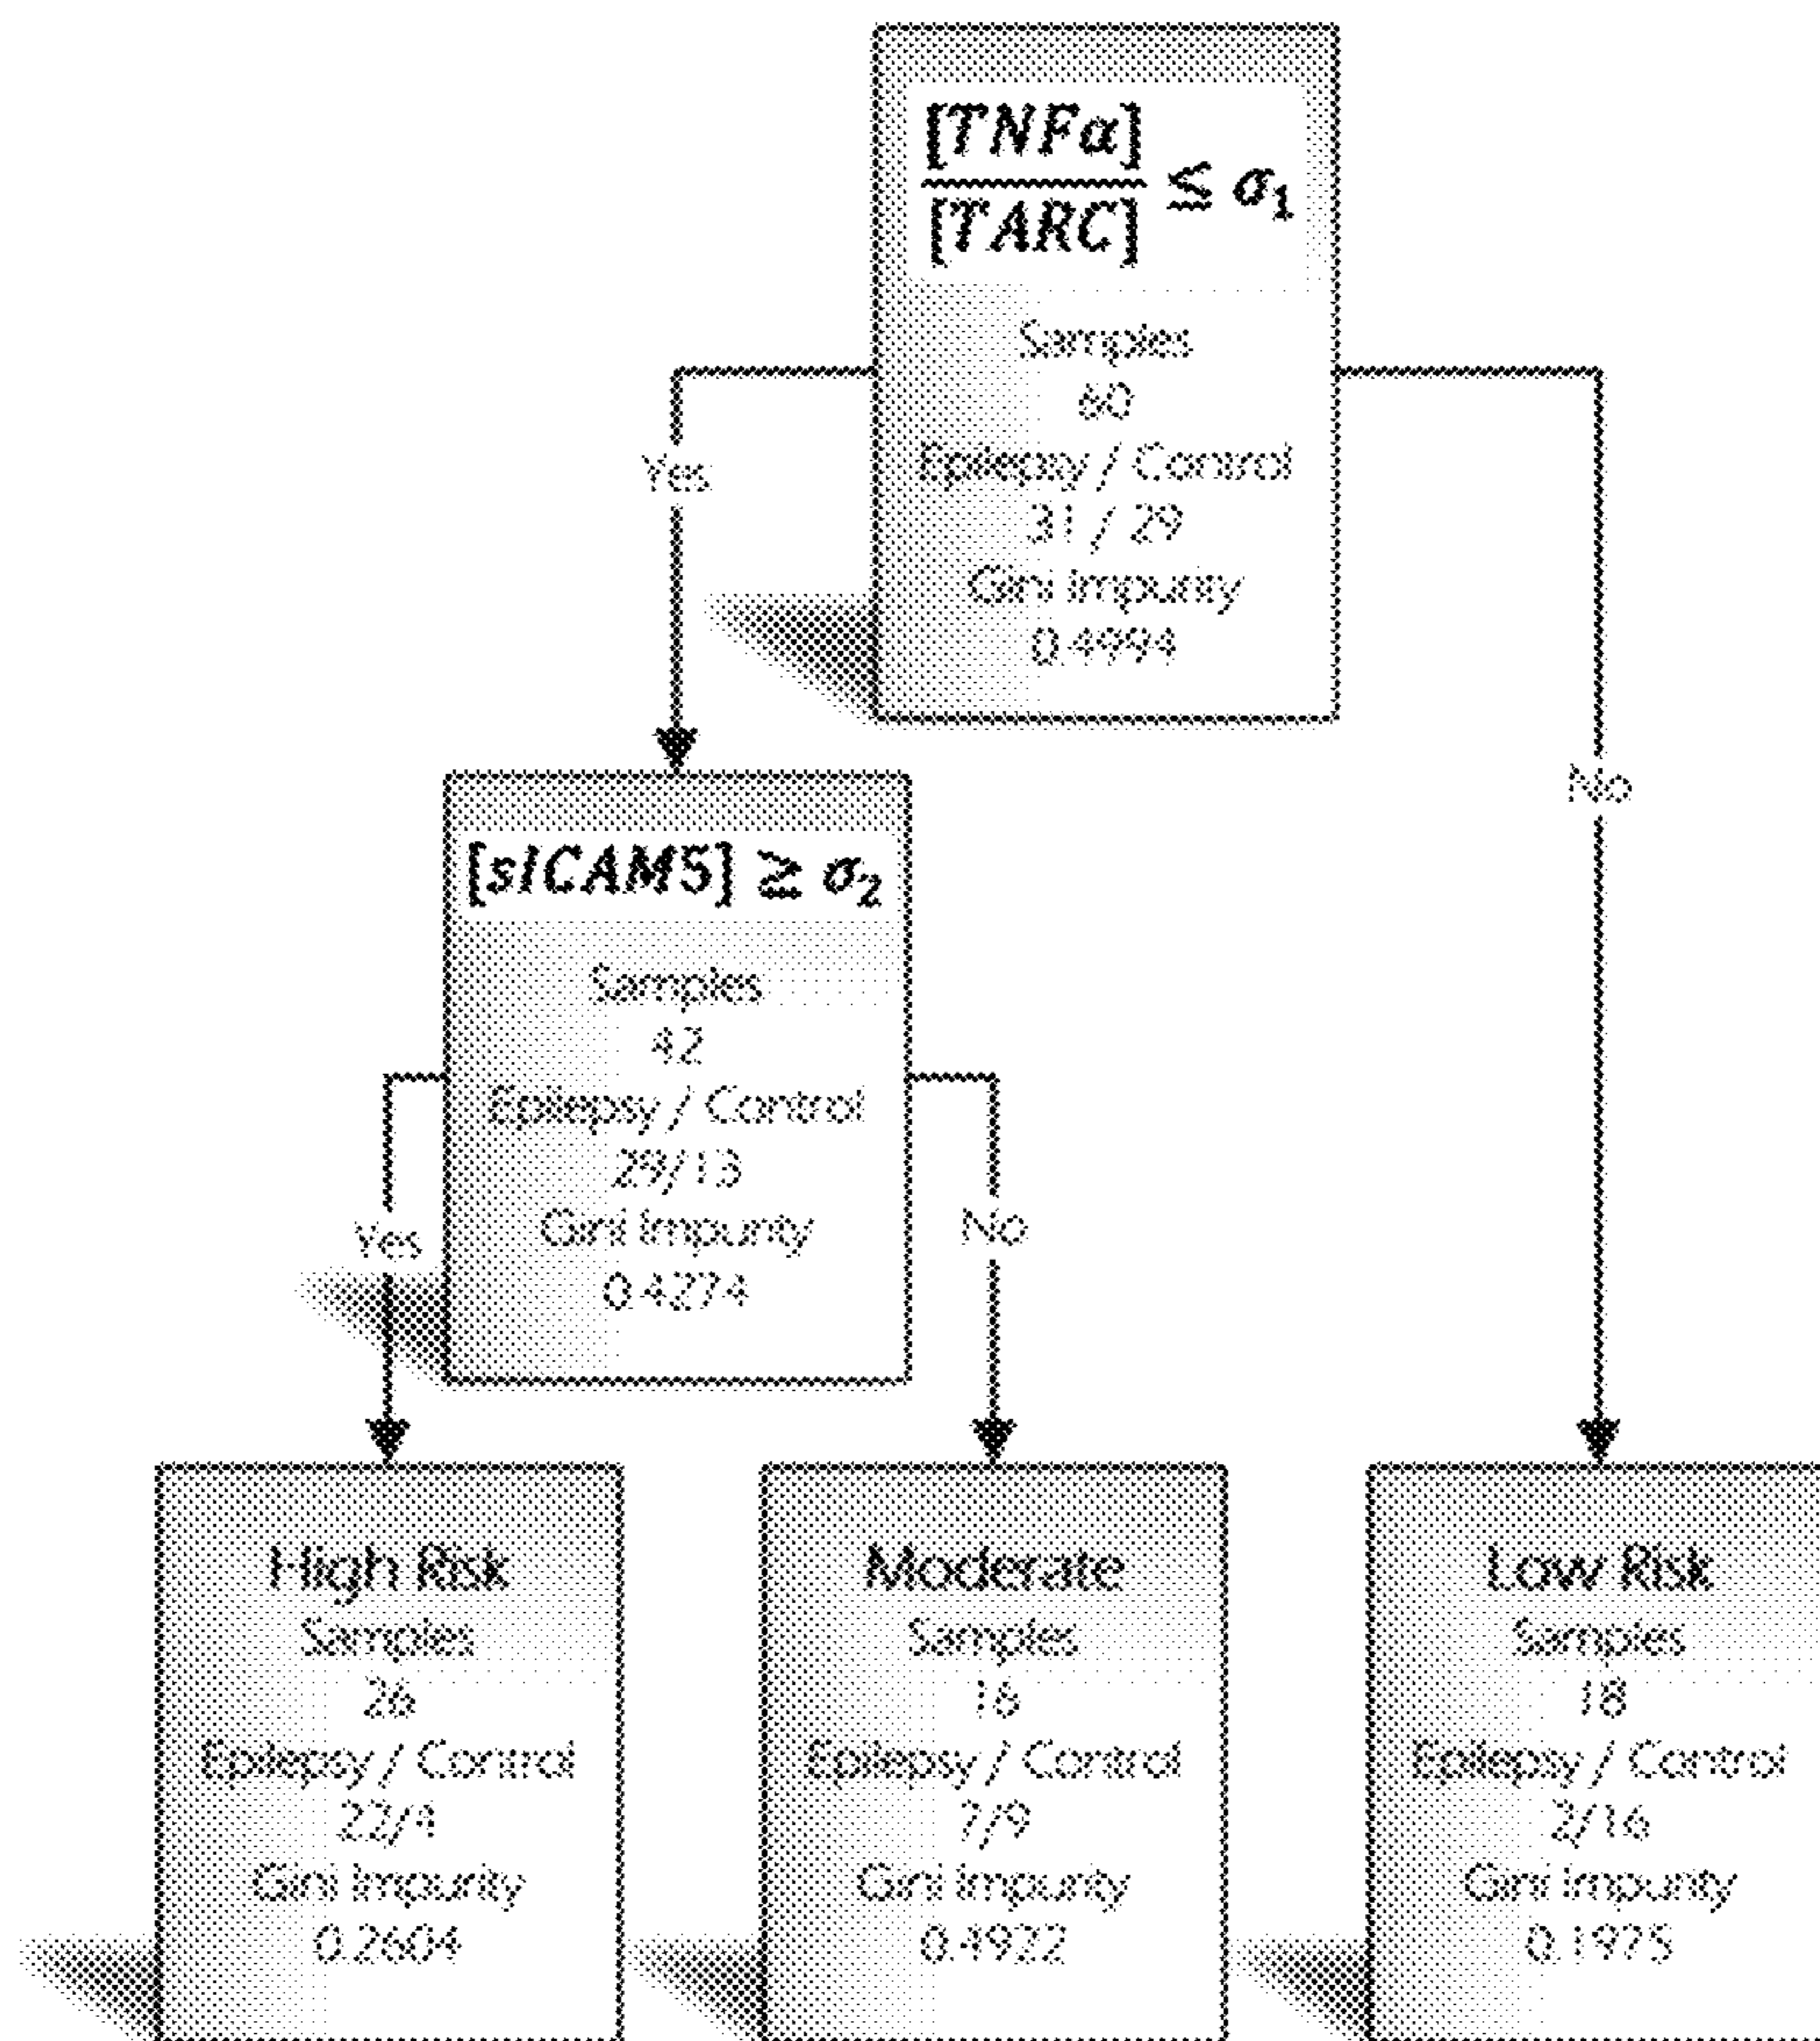 [TNFα]
[TARC]
≤ σ₁
Samples
60
Epilepsy / Control
31 / 29
Gini Impurity
0.4994
Yes
No
[sICAM5] ≥ σ₂
Samples
42
Epilepsy / Control
29/13
Gini Impurity
0.4274
Yes
No
High Risk
Samples
26
Epilepsy / Control
22/4
Gini Impurity
0.2604
Moderate
Samples
16
Epilepsy / Control
7/9
Gini Impurity
0.4922
Low Risk
Samples
18
Epilepsy / Control
2/16
Gini Impurity
0.1975